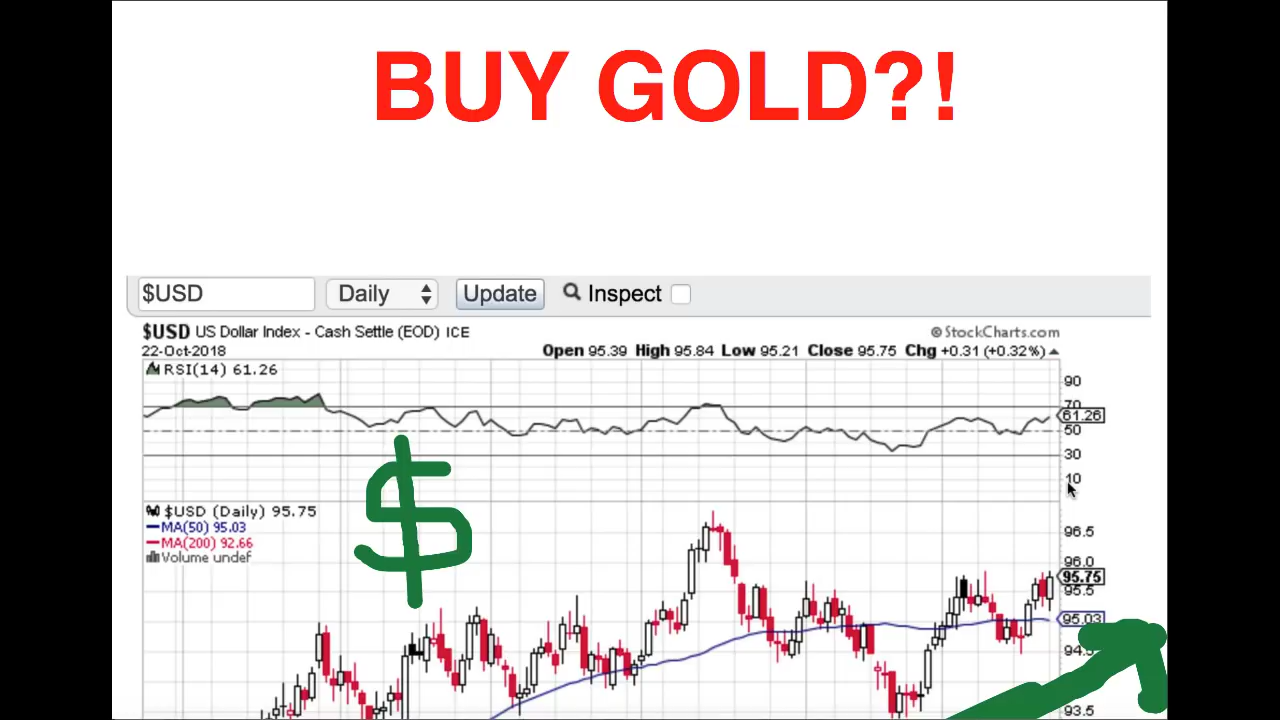 BUY GOLD?!
$USD Daily Update Inspect
$USD US Dollar Index - Cash Settle (EOD) ICE © StockCharts.com
22-Oct-2018 Open 95.39 High 95.84 Low 95.21 Close 95.75 Chg +0.31 (+0.32%)
RSI(14) 61.26
90
70
61.26
50
30
10
$
$USD (Daily) 95.75
MA(50) 95.03
MA(200) 92.66
Volume undef
96.5
96.0
95.75
95.5
95.03
93.5